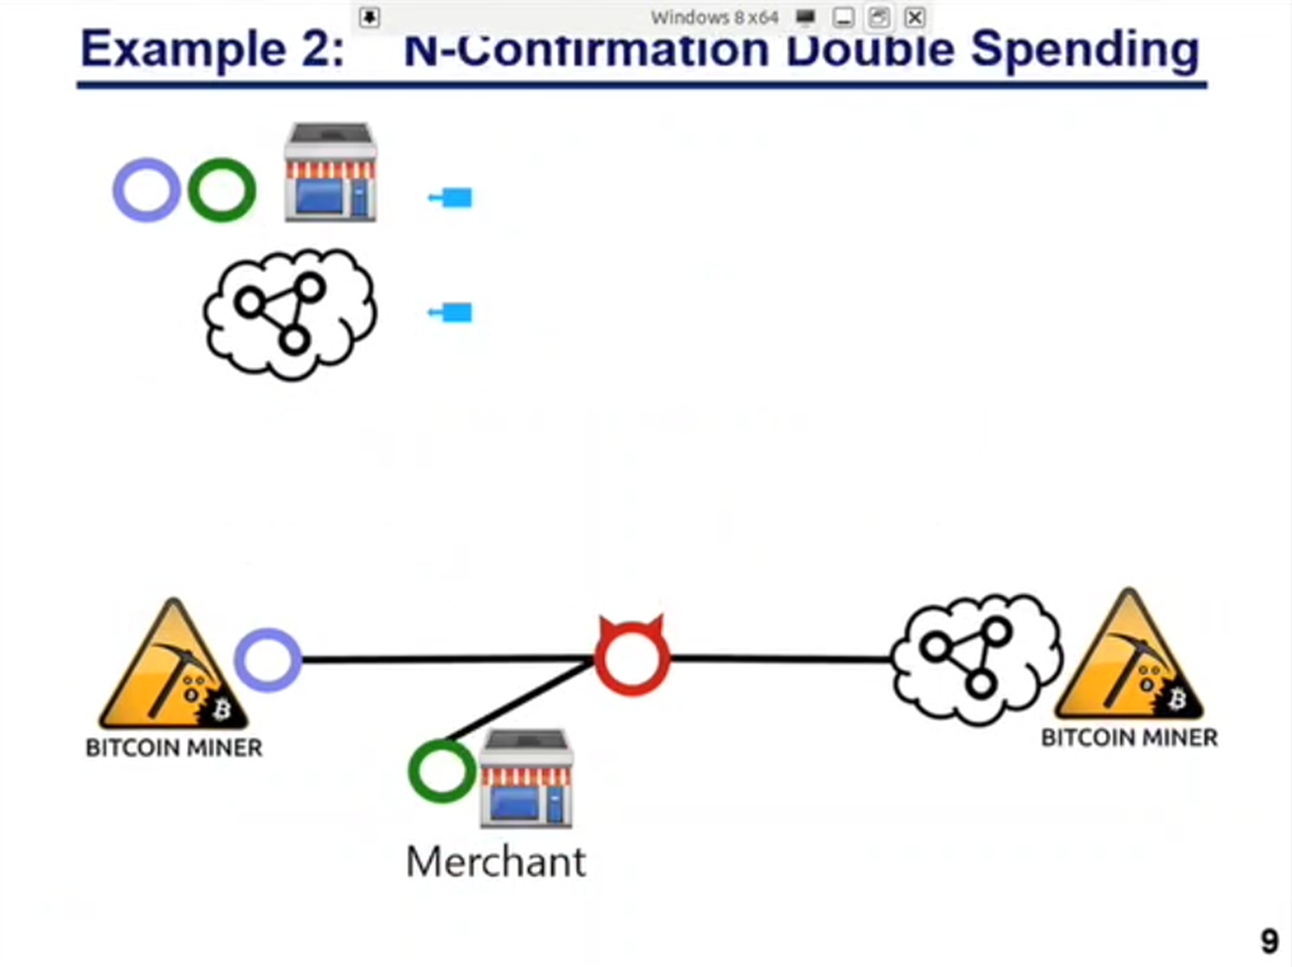 Windows 8 x64
Example 2: N-Confirmation Double Spending
BITCOIN MINER
BITCOIN MINER
Merchant
9